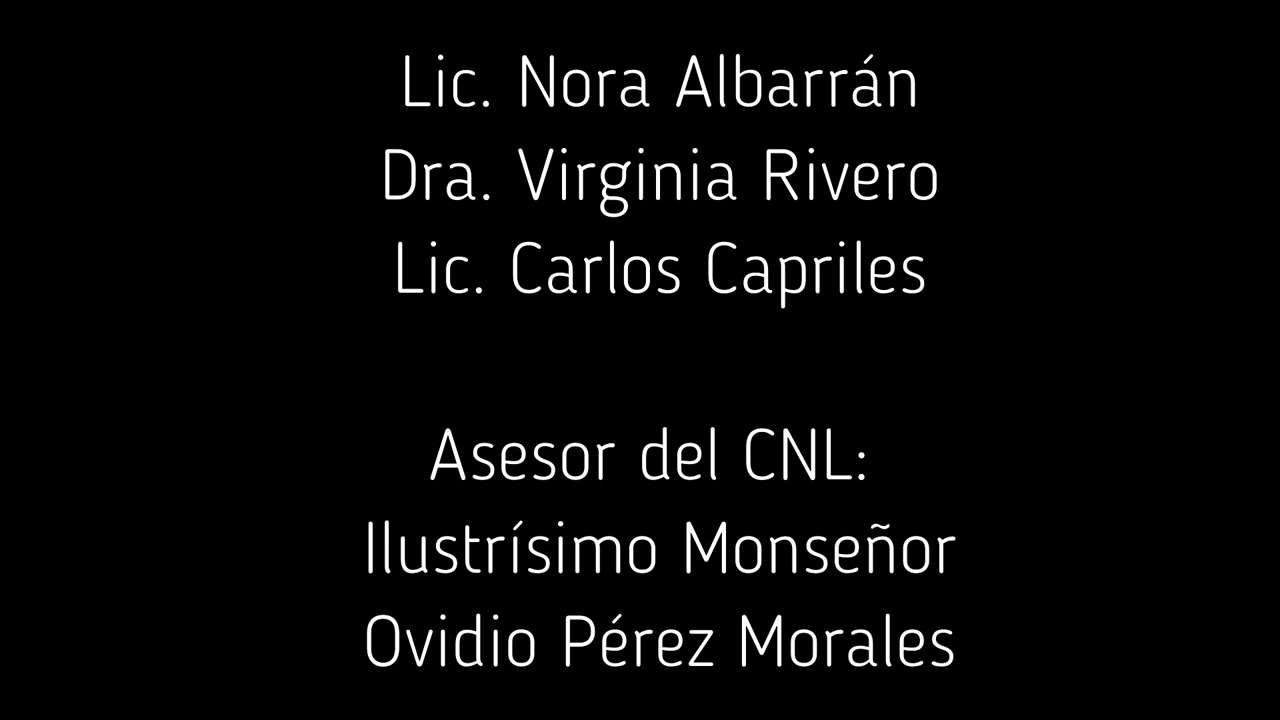 Lic. Nora Albarrán
Dra. Virginia Rivero
Lic. Carlos Capriles
Asesor del CNL:
Ilustrísimo Monseñor
Ovidio Pérez Morales